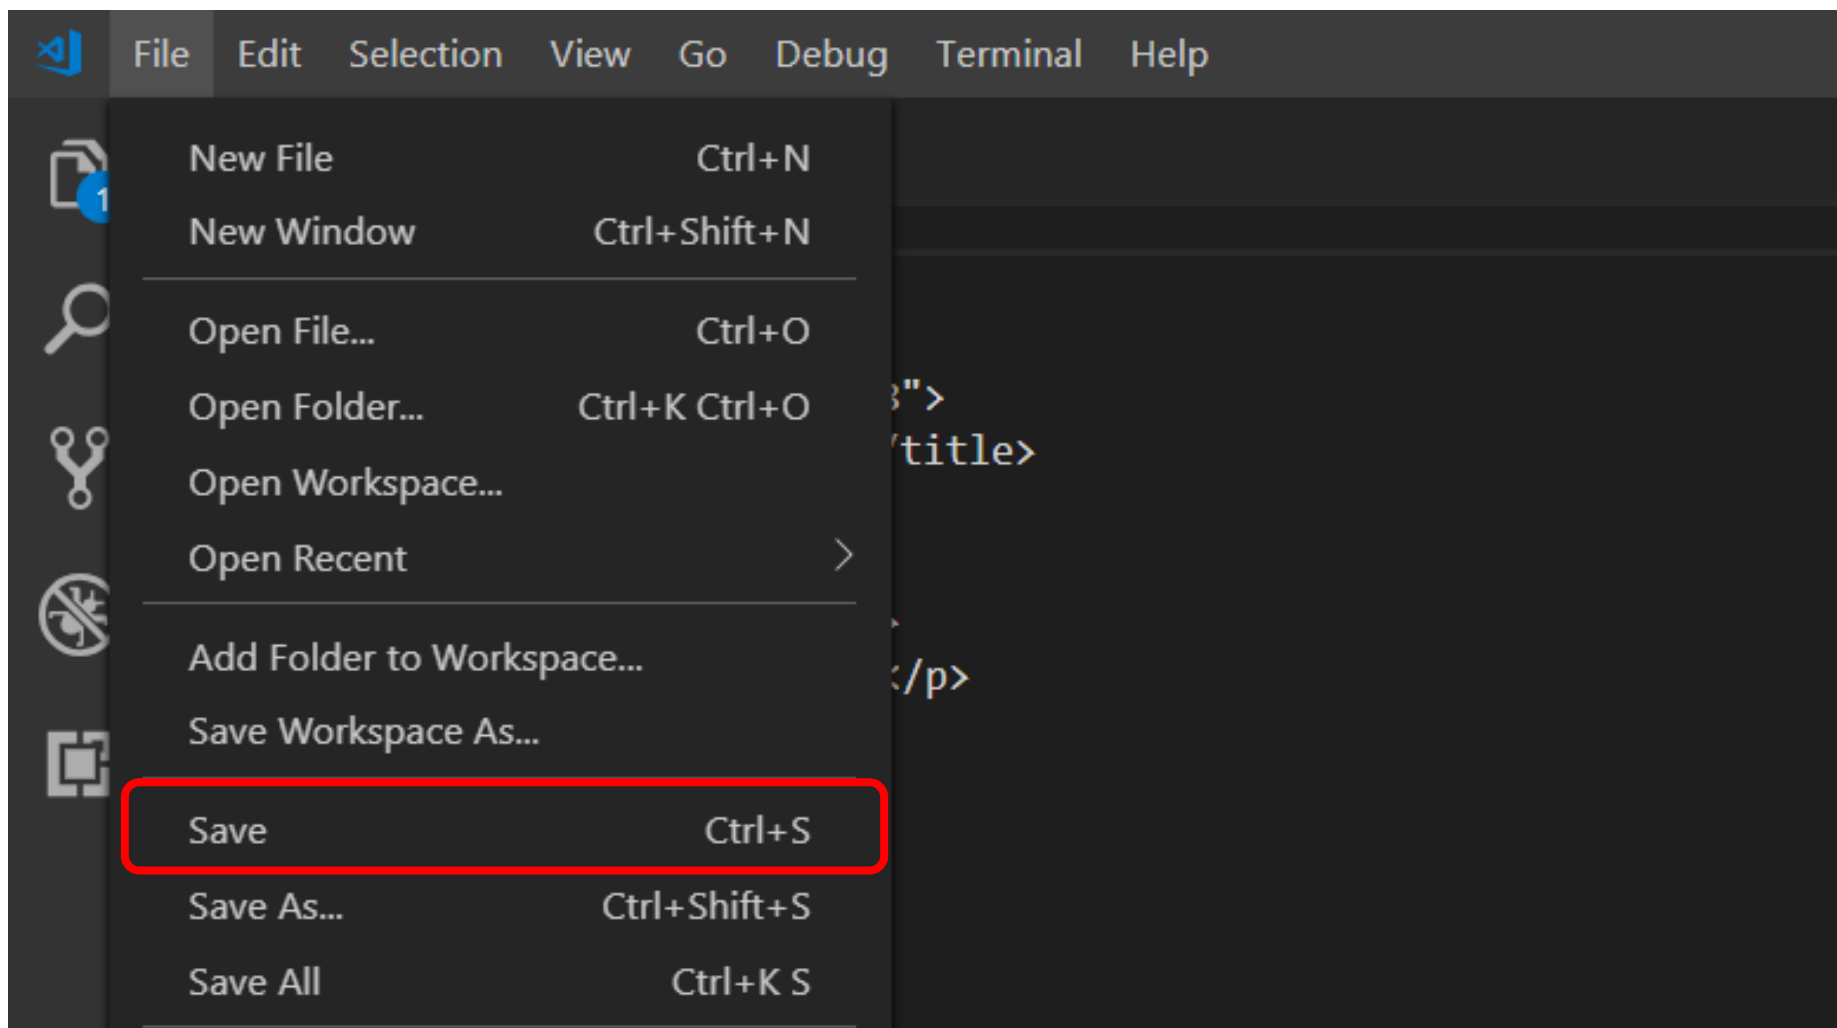 File Edit Selection View Go Debug Terminal Help
New File Ctrl+N
1
New Window Ctrl+Shift+N
Open File... Ctrl+O
Open Folder... Ctrl+K Ctrl+O
">
/title>
Open Workspace...
Open Recent
Add Folder to Workspace...
</p>
Save Workspace As...
Save Ctrl+S
Save As... Ctrl+Shift+S
Save All Ctrl+K S